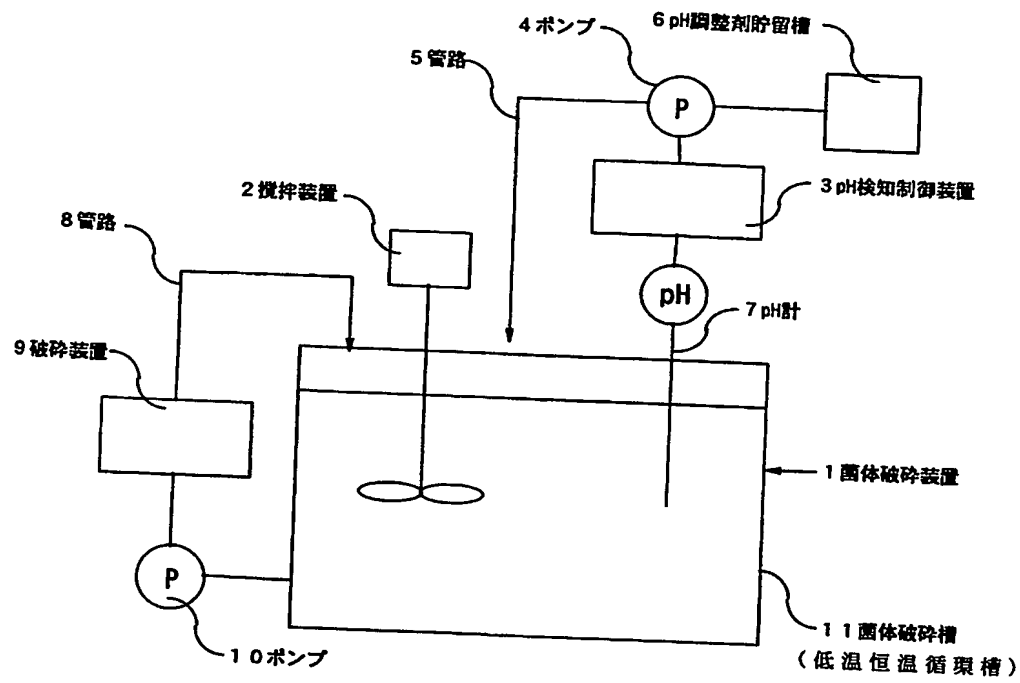 6 pH調整剤貯留槽
4ポンプ
5管路
P
3 pH検知制御装置
2攪拌装置
8管路
pH
7 pH計
9破砕装置
1菌体破砕装置
P
11菌体破砕槽
(低温恒温循環槽)
10ポンプ